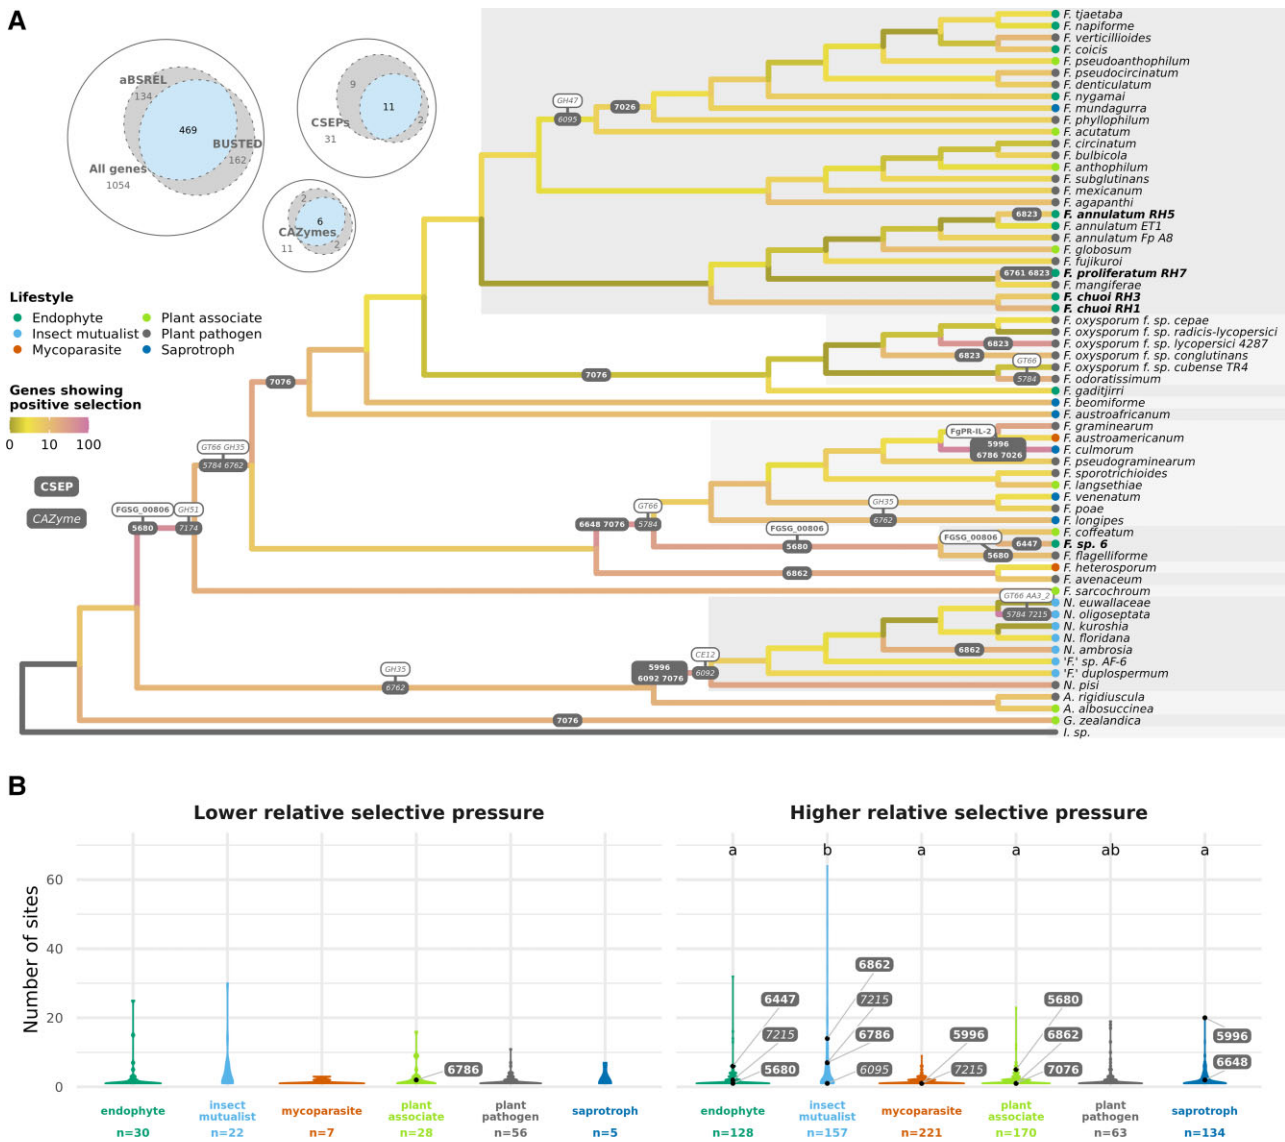 A
aBSREL
134
469
BUSTED
162
All genes
1054
9
11
CSEPs
2
31
2
6
CAZymes
11
2
Lifestyle
Endophyte
Plant associate
Insect mutualist
Plant pathogen
Mycoparasite
Saprotroph
Genes showing
positive selection
0 10 100
CSEP
CAZyme
GH47
6095
7026
6823
6761 6823
6823
6823
GT66
5784
7076
7076
GT66 GH35
5784 6762
FgPR-IL-2
5996
6786 7026
FGSG_00806
5680
GH51
7174
GH35
6762
GT66
5784
6648 7076
FGSG_00806
5680
FGSG_00806
5680
6447
6862
GT66 AA3_2
5784 7215
6862
CE12
6092
5996
6092 7076
GH35
6762
7076
F. tjaetaba
F. napiforme
F. verticillioides
F. coicis
F. pseudoanthophilum
F. pseudocircinatum
F. denticulatum
F. nygamai
F. mundagurra
F. phyllophilum
F. acutatum
F. circinatum
F. bulbicola
F. anthophilum
F. subglutinans
F. mexicanum
F. agapanthi
F. annulatum RH5
F. annulatum ET1
F. annulatum Fp A8
F. globosum
F. fujikuroi
F. proliferatum RH7
F. mangiferae
F. chuoi RH3
F. chuoi RH1
F. oxysporum f. sp. cepae
F. oxysporum f. sp. radicis-lycopersici
F. oxysporum f. sp. lycopersici 4287
F. oxysporum f. sp. conglutinans
F. oxysporum f. sp. cubense TR4
F. odoratissimum
F. gaditjirri
F. beomiforme
F. austroafricanum
F. graminearum
F. austroamericanum
F. culmorum
F. pseudograminearum
F. sporotrichioides
F. langsethiae
F. venenatum
F. poae
F. longipes
F. coffeatum
F. sp. 6
F. flagelliforme
F. heterosporum
F. avenaceum
F. sarcochroum
N. euwallaceae
N. oligoseptata
N. kuroshia
N. floridana
N. ambrosia
'F.' sp. AF-6
'F.' duplospermum
N. pisi
A. rigidiuscula
A. albosuccinea
G. zealandica
I. sp.
B
Lower relative selective pressure
Higher relative selective pressure
Number of sites
60
40
20
0
a b a a ab a
6786
6447
7215
5680
6862
7215
6786
6095
5996
7215
5680
6862
7076
5996
6648
endophyte
n=30
insect
mutualist
n=22
mycoparasite
n=7
plant
associate
n=28
plant
pathogen
n=56
saprotroph
n=5
endophyte
n=128
insect
mutualist
n=157
mycoparasite
n=221
plant
associate
n=170
plant
pathogen
n=63
saprotroph
n=134